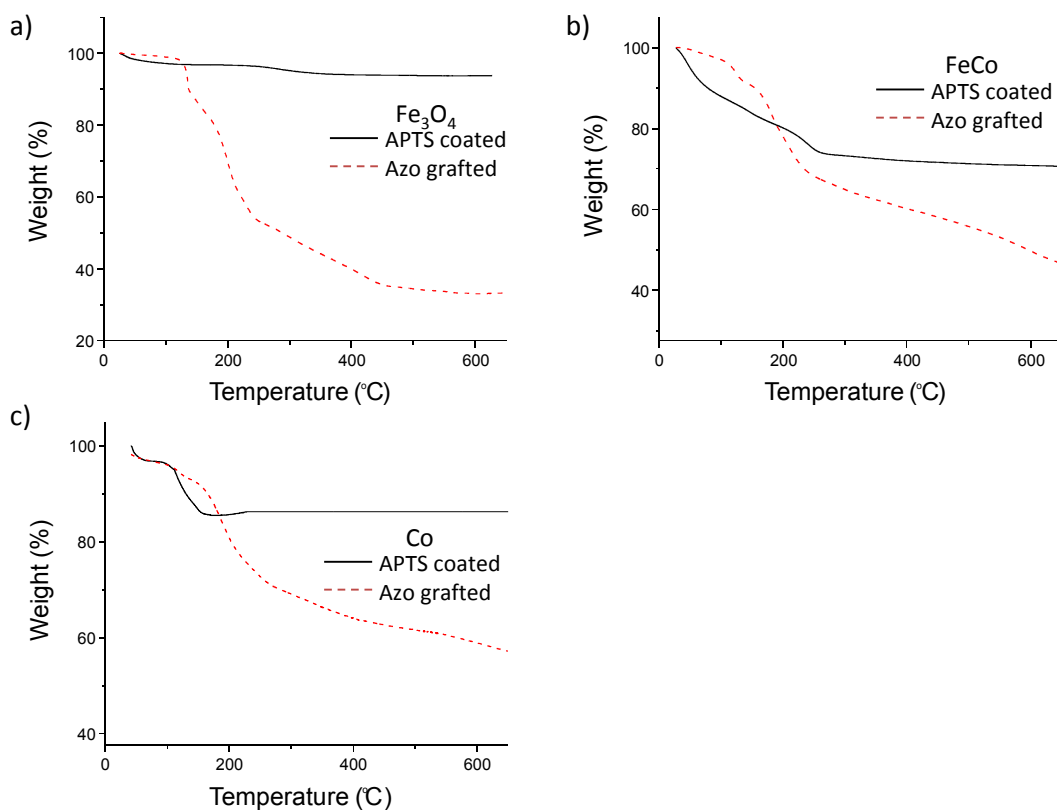 a)
100
80
60
40
20
Weight (%)
Fe₃O₄
APTS coated
Azo grafted
0
200
400
600
Temperature (°C)
b)
100
80
60
40
Weight (%)
FeCo
APTS coated
Azo grafted
0
200
400
600
Temperature (°C)
c)
100
80
60
40
Weight (%)
Co
APTS coated
Azo grafted
0
200
400
600
Temperature (°C)